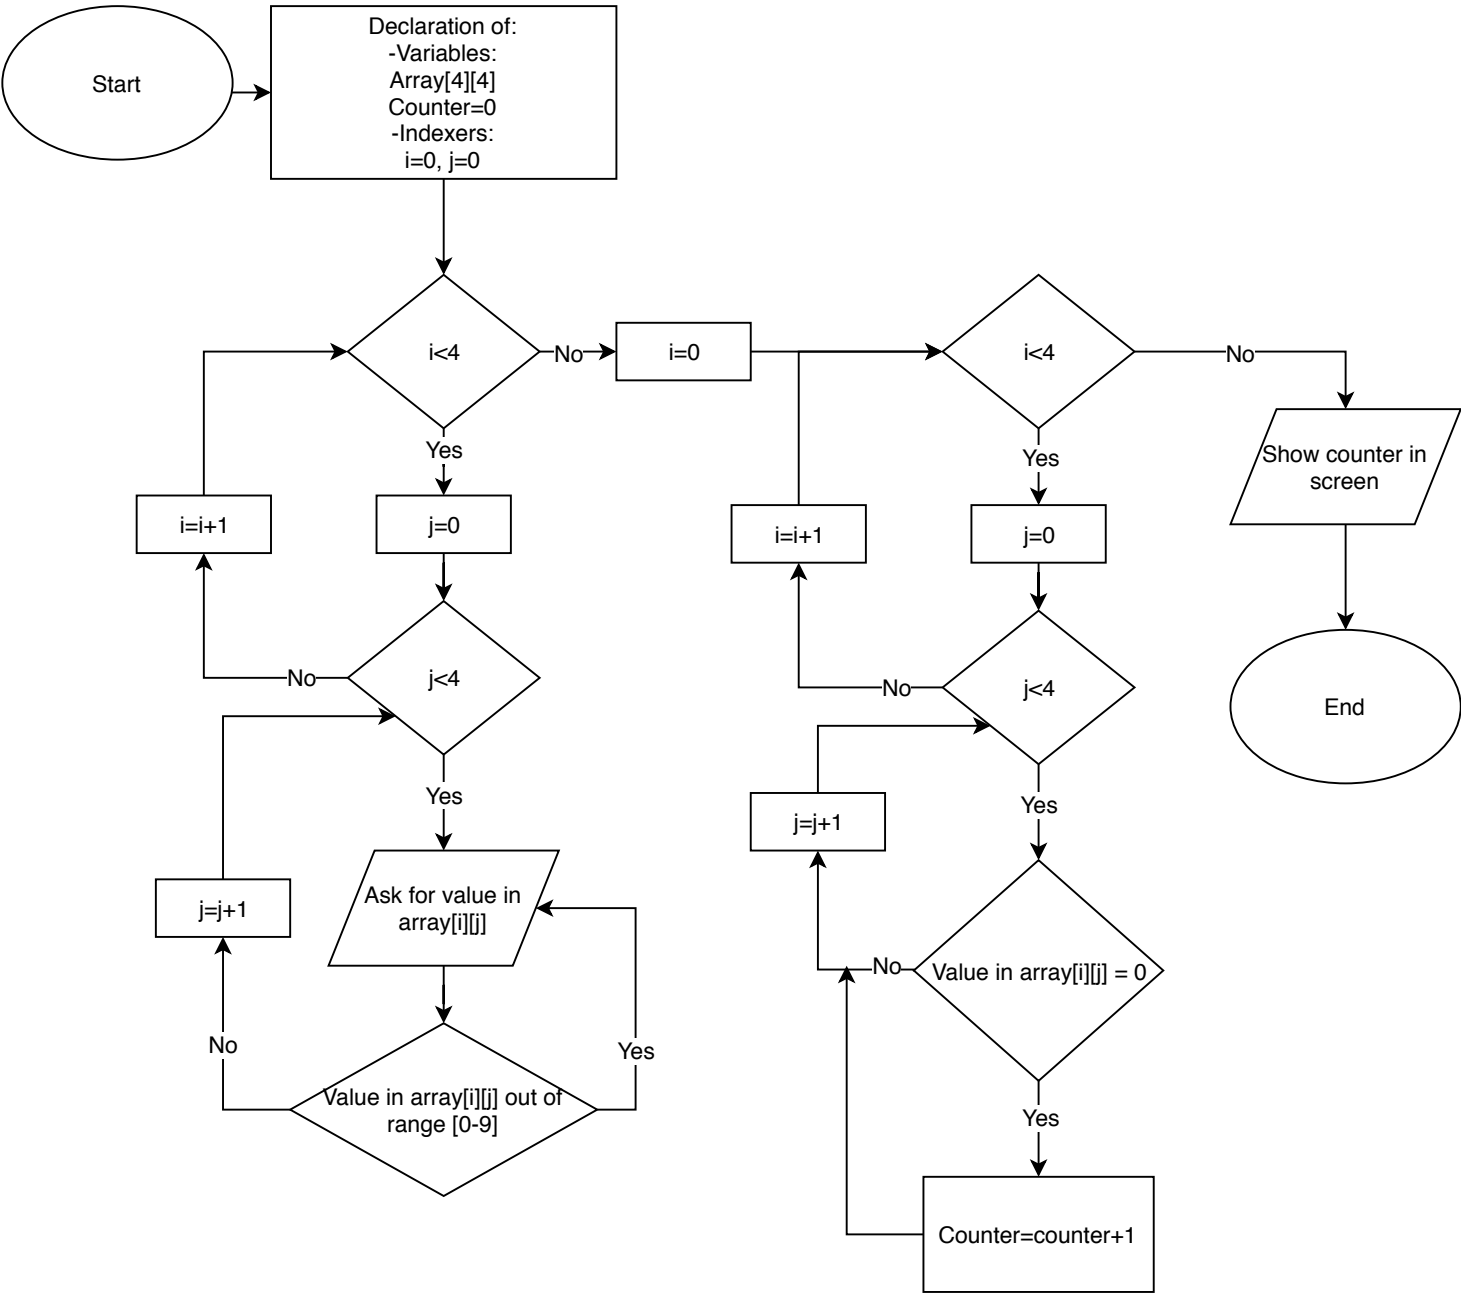 Start
Declaration of:
-Variables:
Array[4][4]
Counter=0
-Indexers:
i=0, j=0
i<4
No
i=0
i<4
No
Yes
Yes
Show counter in
screen
i=i+1
j=0
i=i+1
j=0
j<4
No
j<4
No
End
Yes
Yes
j=j+1
Ask for value in
array[i][j]
j=j+1
No
Value in array[i][j] = 0
No
Yes
Value in array[i][j] out of
range [0-9]
Yes
Counter=counter+1